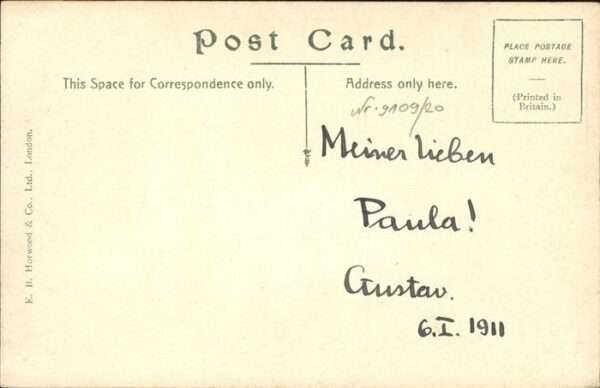 Post Card.
PLACE POSTAGE
STAMP HERE.
(Printed in
Britain.)
This Space for Correspondence only.
Address only here.
Nr. 9109/20
Meiner lieben
Paula!
Gustav.
6.I. 1911
E. B. Horwood & Co., Ltd., London.